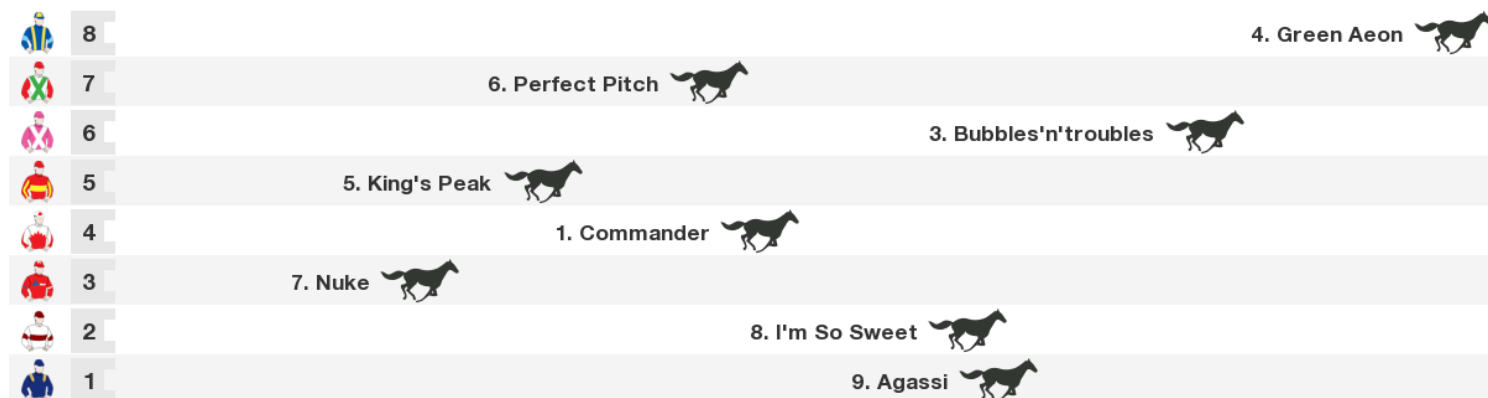 8 4. Green Aeon
7 6. Perfect Pitch
6 3. Bubbles'n'troubles
5 5. King's Peak
4 1. Commander
3 7. Nuke
2 8. I'm So Sweet
1 9. Agassi